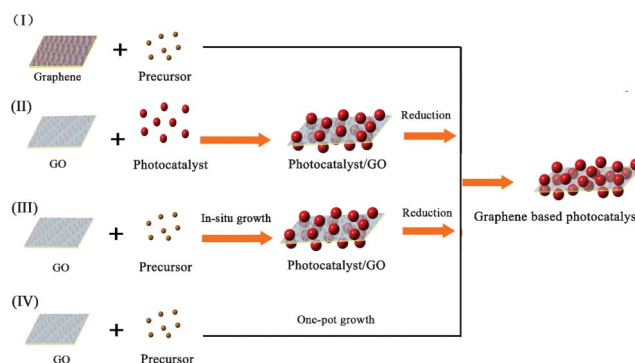 (I)
+
Graphene
Precursor
(II)
+
Reduction
GO
Photocatalyst
Photocatalyst/GO
(III)
In-situ growth
+
Reduction
Graphene based photocatalys
GO
Precursor
Photocatalyst/GO
(IV)
+
One-pot growth
GO
Precursor